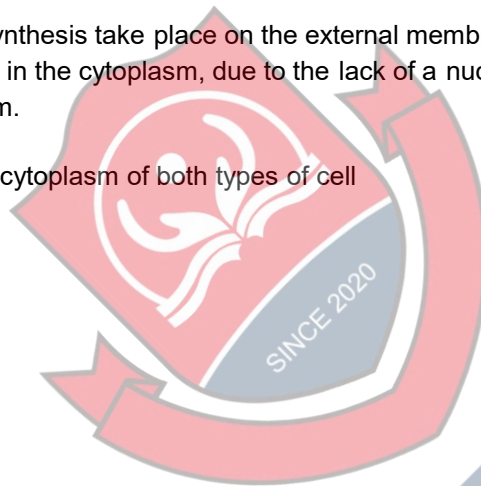 ynthesis take place on the external memb
in the cytoplasm, due to the lack of a nuc
m.
cytoplasm of both types of cell
SINCE 2020